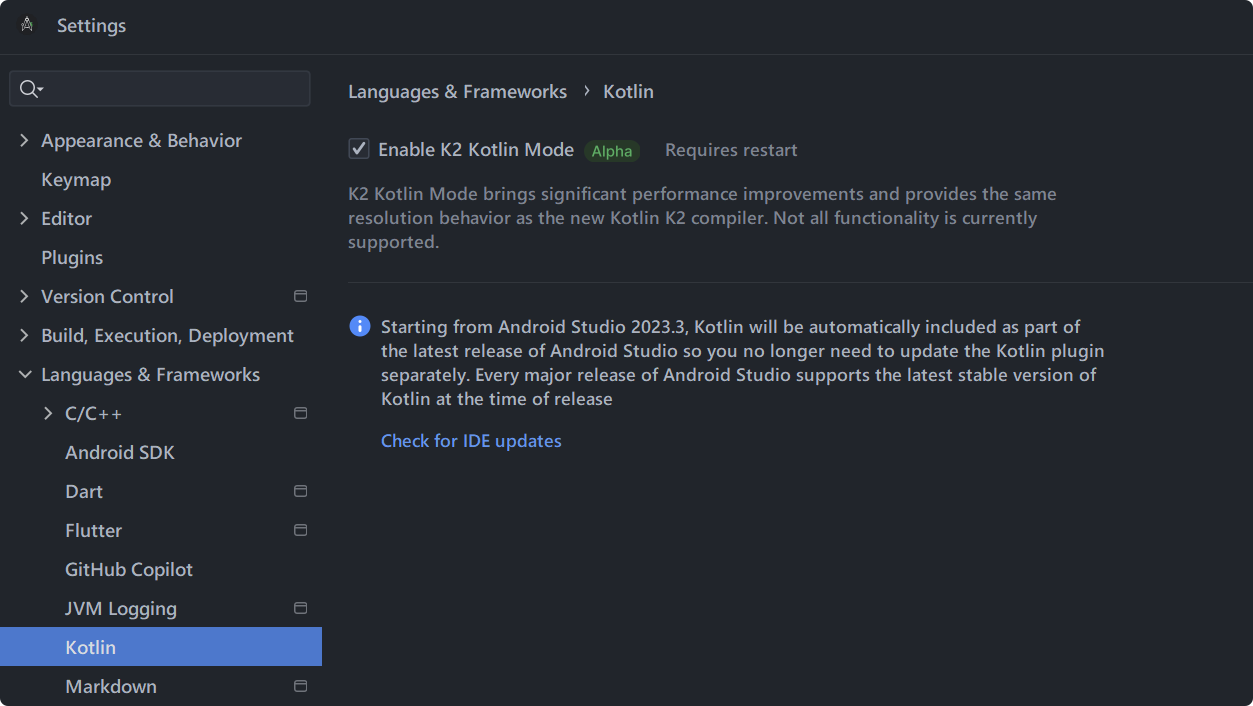 Settings
Appearance & Behavior
Keymap
Editor
Plugins
Version Control
Build, Execution, Deployment
Languages & Frameworks
C/C++
Android SDK
Dart
Flutter
GitHub Copilot
JVM Logging
Kotlin
Markdown
Languages & Frameworks › Kotlin
Enable K2 Kotlin Mode Alpha Requires restart
K2 Kotlin Mode brings significant performance improvements and provides the same
resolution behavior as the new Kotlin K2 compiler. Not all functionality is currently
supported.
Starting from Android Studio 2023.3, Kotlin will be automatically included as part of
the latest release of Android Studio so you no longer need to update the Kotlin plugin
separately. Every major release of Android Studio supports the latest stable version of
Kotlin at the time of release
Check for IDE updates